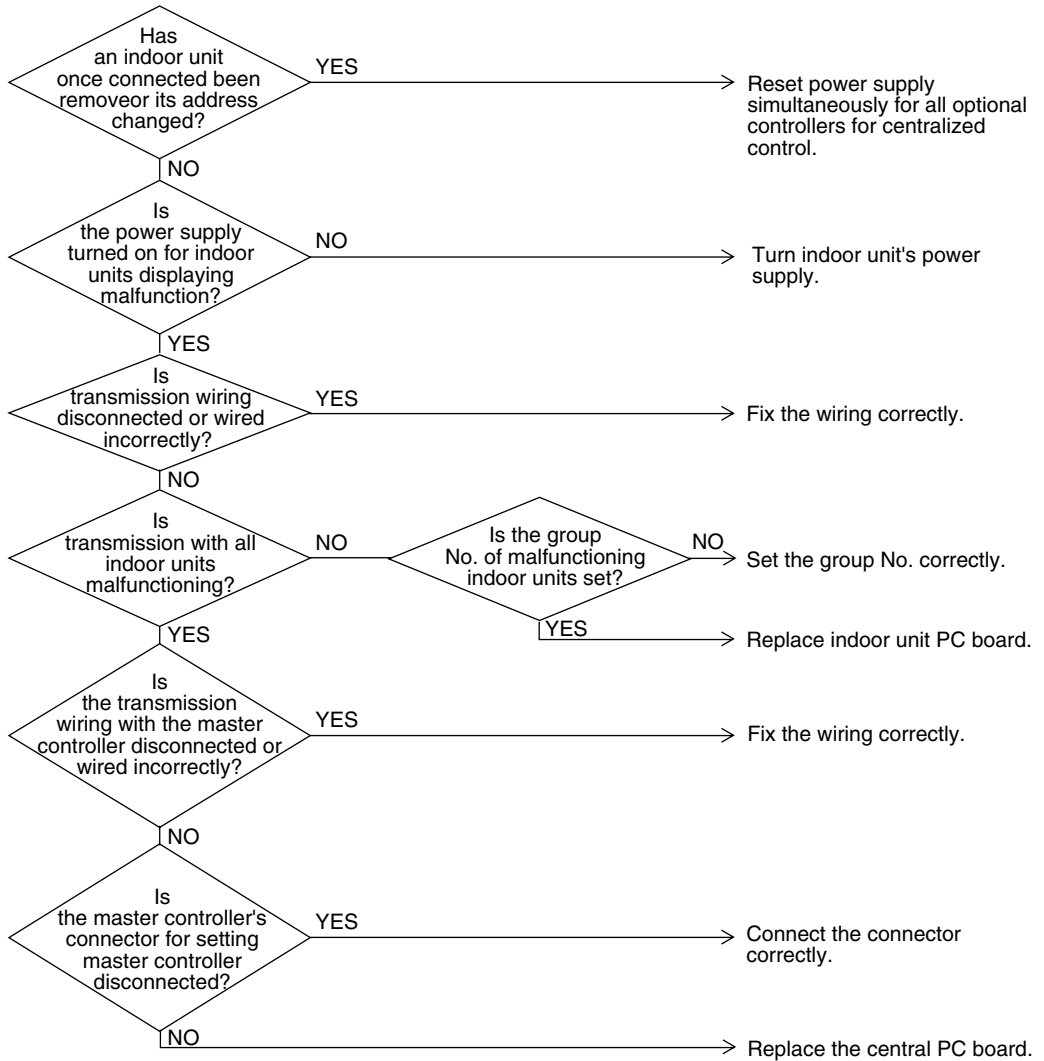 Has
an indoor unit
once connected been
removeor its address
changed?
YES
Reset power supply
simultaneously for all optional
controllers for centralized
control.
NO
Is
the power supply
turned on for indoor
units displaying
malfunction?
NO
Turn indoor unit's power
supply.
YES
Is
transmission wiring
disconnected or wired
incorrectly?
YES
Fix the wiring correctly.
NO
Is
transmission with all
indoor units
malfunctioning?
NO
Is the group
No. of malfunctioning
indoor units set?
NO
Set the group No. correctly.
YES
Replace indoor unit PC board.
YES
Is
the transmission
wiring with the master
controller disconnected or
wired incorrectly?
YES
Fix the wiring correctly.
NO
Is
the master controller's
connector for setting
master controller
disconnected?
YES
Connect the connector
correctly.
NO
Replace the central PC board.